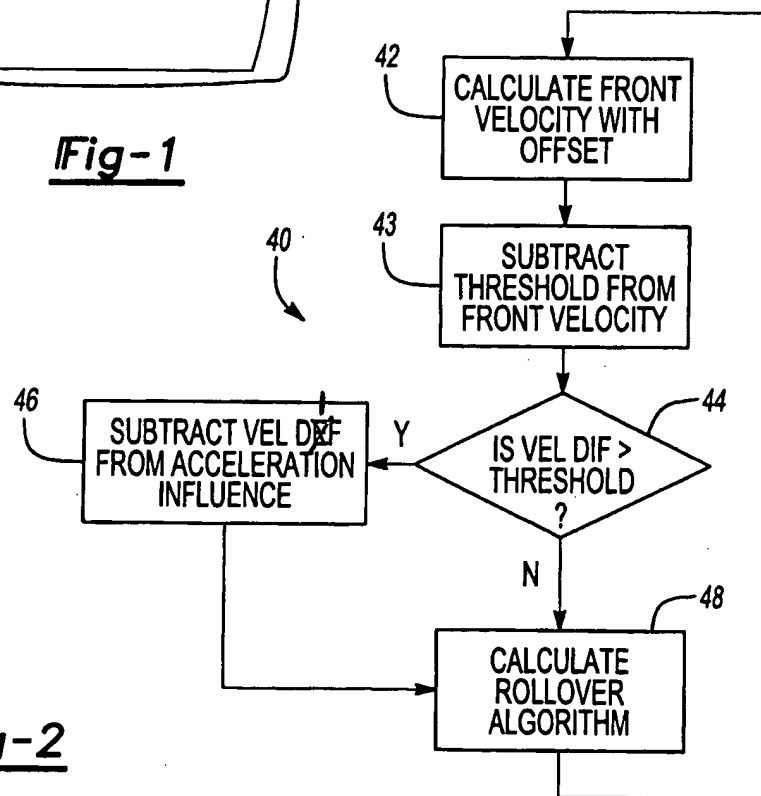 Fig-1
42
CALCULATE FRONT
VELOCITY WITH
OFFSET
40
43
SUBTRACT
THRESHOLD FROM
FRONT VELOCITY
46
SUBTRACT VEL DIF
FROM ACCELERATION
INFLUENCE
Y
44
IS VEL DIF >
THRESHOLD
?
N
48
CALCULATE
ROLLOVER
ALGORITHM
g-2